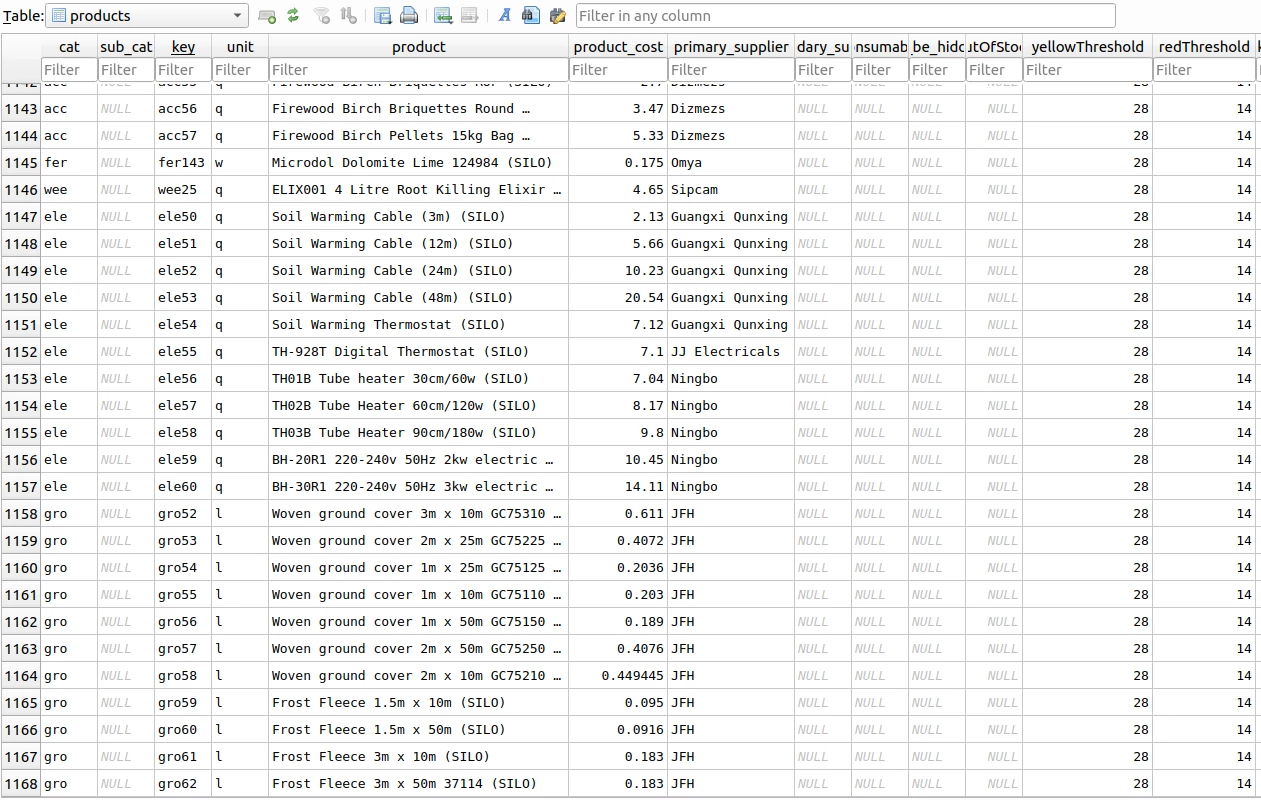 Table: products Filter in any column
cat sub_cat key unit product product_cost primary_supplier dary_su nsumab _be_hidd utOfStoc yellowThreshold redThreshold
Filter Filter Filter Filter Filter Filter Filter Filter Filter Filter Filter Filter Filter
1143 acc NULL acc56 q Firewood Birch Briquettes Round … 3.47 Dizmezs NULL NULL NULL NULL 28 14
1144 acc NULL acc57 q Firewood Birch Pellets 15kg Bag … 5.33 Dizmezs NULL NULL NULL NULL 28 14
1145 fer NULL fer143 w Microdol Dolomite Lime 124984 (SILO) 0.175 Omya NULL NULL NULL NULL 28 14
1146 wee NULL wee25 q ELIX001 4 Litre Root Killing Elixir … 4.65 Sipcam NULL NULL NULL NULL 28 14
1147 ele NULL ele50 q Soil Warming Cable (3m) (SILO) 2.13 Guangxi Qunxing NULL NULL NULL NULL 28 14
1148 ele NULL ele51 q Soil Warming Cable (12m) (SILO) 5.66 Guangxi Qunxing NULL NULL NULL NULL 28 14
1149 ele NULL ele52 q Soil Warming Cable (24m) (SILO) 10.23 Guangxi Qunxing NULL NULL NULL NULL 28 14
1150 ele NULL ele53 q Soil Warming Cable (48m) (SILO) 20.54 Guangxi Qunxing NULL NULL NULL NULL 28 14
1151 ele NULL ele54 q Soil Warming Thermostat (SILO) 7.12 Guangxi Qunxing NULL NULL NULL NULL 28 14
1152 ele NULL ele55 q TH-928T Digital Thermostat (SILO) 7.1 JJ Electricals NULL NULL NULL NULL 28 14
1153 ele NULL ele56 q TH01B Tube heater 30cm/60w (SILO) 7.04 Ningbo NULL NULL NULL NULL 28 14
1154 ele NULL ele57 q TH02B Tube Heater 60cm/120w (SILO) 8.17 Ningbo NULL NULL NULL NULL 28 14
1155 ele NULL ele58 q TH03B Tube Heater 90cm/180w (SILO) 9.8 Ningbo NULL NULL NULL NULL 28 14
1156 ele NULL ele59 q BH-20R1 220-240v 50Hz 2kw electric … 10.45 Ningbo NULL NULL NULL NULL 28 14
1157 ele NULL ele60 q BH-30R1 220-240v 50Hz 3kw electric … 14.11 Ningbo NULL NULL NULL NULL 28 14
1158 gro NULL gro52 l Woven ground cover 3m x 10m GC75310 … 0.611 JFH NULL NULL NULL NULL 28 14
1159 gro NULL gro53 l Woven ground cover 2m x 25m GC75225 … 0.4072 JFH NULL NULL NULL NULL 28 14
1160 gro NULL gro54 l Woven ground cover 1m x 25m GC75125 … 0.2036 JFH NULL NULL NULL NULL 28 14
1161 gro NULL gro55 l Woven ground cover 1m x 10m GC75110 … 0.203 JFH NULL NULL NULL NULL 28 14
1162 gro NULL gro56 l Woven ground cover 1m x 50m GC75150 … 0.189 JFH NULL NULL NULL NULL 28 14
1163 gro NULL gro57 l Woven ground cover 2m x 50m GC75250 … 0.4076 JFH NULL NULL NULL NULL 28 14
1164 gro NULL gro58 l Woven ground cover 2m x 10m GC75210 … 0.449445 JFH NULL NULL NULL NULL 28 14
1165 gro NULL gro59 l Frost Fleece 1.5m x 10m (SILO) 0.095 JFH NULL NULL NULL NULL 28 14
1166 gro NULL gro60 l Frost Fleece 1.5m x 50m (SILO) 0.0916 JFH NULL NULL NULL NULL 28 14
1167 gro NULL gro61 l Frost Fleece 3m x 10m (SILO) 0.183 JFH NULL NULL NULL NULL 28 14
1168 gro NULL gro62 l Frost Fleece 3m x 50m 37114 (SILO) 0.183 JFH NULL NULL NULL NULL 28 14